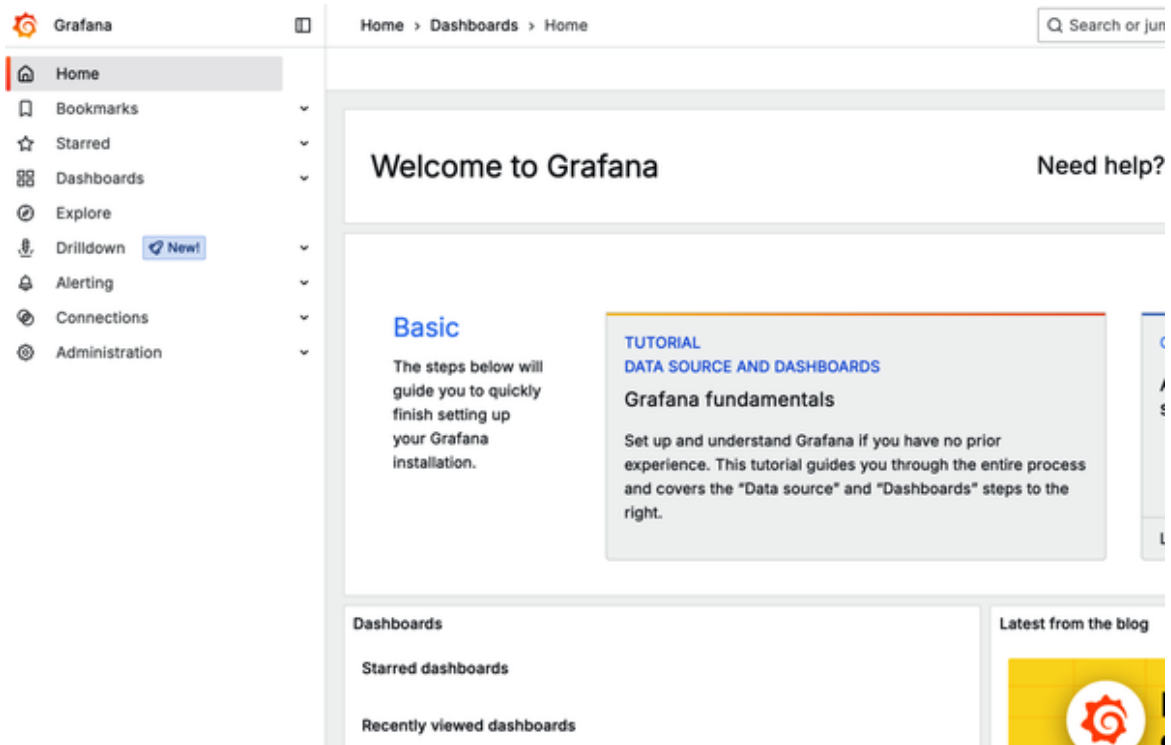 Grafana
Home › Dashboards › Home
Search or jum
Home
Bookmarks
Starred
Dashboards
Explore
Drilldown New!
Alerting
Connections
Administration
Welcome to Grafana
Need help?
Basic
The steps below will
guide you to quickly
finish setting up
your Grafana
installation.
TUTORIAL
DATA SOURCE AND DASHBOARDS
Grafana fundamentals
Set up and understand Grafana if you have no prior
experience. This tutorial guides you through the entire process
and covers the "Data source" and "Dashboards" steps to the
right.
Dashboards
Starred dashboards
Recently viewed dashboards
Latest from the blog